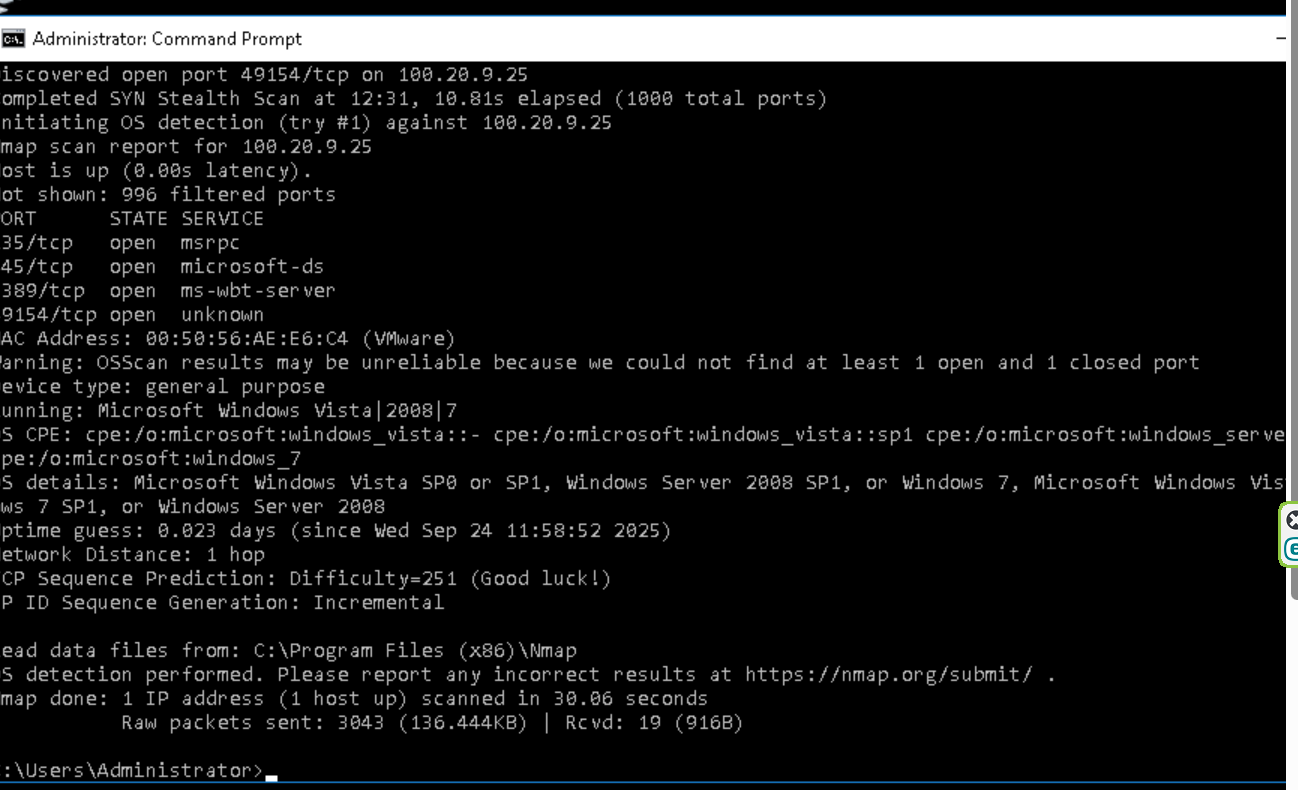 Administrator: Command Prompt
iscovered open port 49154/tcp on 100.20.9.25
ompleted SYN Stealth Scan at 12:31, 10.81s elapsed (1000 total ports)
nitiating OS detection (try #1) against 100.20.9.25
map scan report for 100.20.9.25
ost is up (0.00s latency).
ot shown: 996 filtered ports
ORT      STATE SERVICE
35/tcp   open  msrpc
45/tcp   open  microsoft-ds
389/tcp  open  ms-wbt-server
9154/tcp open  unknown
AC Address: 00:50:56:AE:E6:C4 (VMware)
arning: OSScan results may be unreliable because we could not find at least 1 open and 1 closed port
evice type: general purpose
unning: Microsoft Windows Vista|2008|7
S CPE: cpe:/o:microsoft:windows_vista::- cpe:/o:microsoft:windows_vista::sp1 cpe:/o:microsoft:windows_serve
pe:/o:microsoft:windows_7
S details: Microsoft Windows Vista SP0 or SP1, Windows Server 2008 SP1, or Windows 7, Microsoft Windows Vis
ws 7 SP1, or Windows Server 2008
ptime guess: 0.023 days (since Wed Sep 24 11:58:52 2025)
etwork Distance: 1 hop
CP Sequence Prediction: Difficulty=251 (Good luck!)
P ID Sequence Generation: Incremental
ead data files from: C:\Program Files (x86)\Nmap
S detection performed. Please report any incorrect results at https://nmap.org/submit/ .
map done: 1 IP address (1 host up) scanned in 30.06 seconds
Raw packets sent: 3043 (136.444KB) | Rcvd: 19 (916B)
:\Users\Administrator>